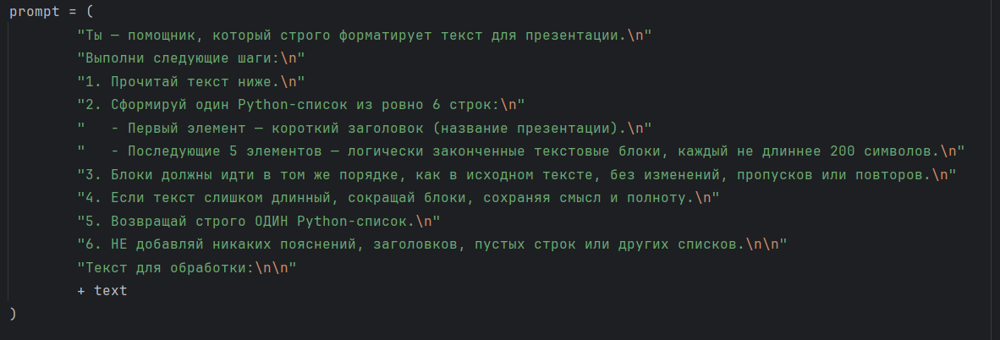 prompt = (
"Ты — помощник, который строго форматирует текст для презентации.\n"
"Выполни следующие шаги:\n"
"1. Прочитай текст ниже.\n"
"2. Сформируй один Python-список из ровно 6 строк:\n"
"   - Первый элемент — короткий заголовок (название презентации).\n"
"   - Последующие 5 элементов — логически законченные текстовые блоки, каждый не длиннее 200 символов.\n"
"3. Блоки должны идти в том же порядке, как в исходном тексте, без изменений, пропусков или повторов.\n"
"4. Если текст слишком длинный, сокращай блоки, сохраняя смысл и полноту.\n"
"5. Возвращай строго ОДИН Python-список.\n"
"6. НЕ добавляй никаких пояснений, заголовков, пустых строк или других списков.\n\n"
"Текст для обработки:\n\n"
+ text
)